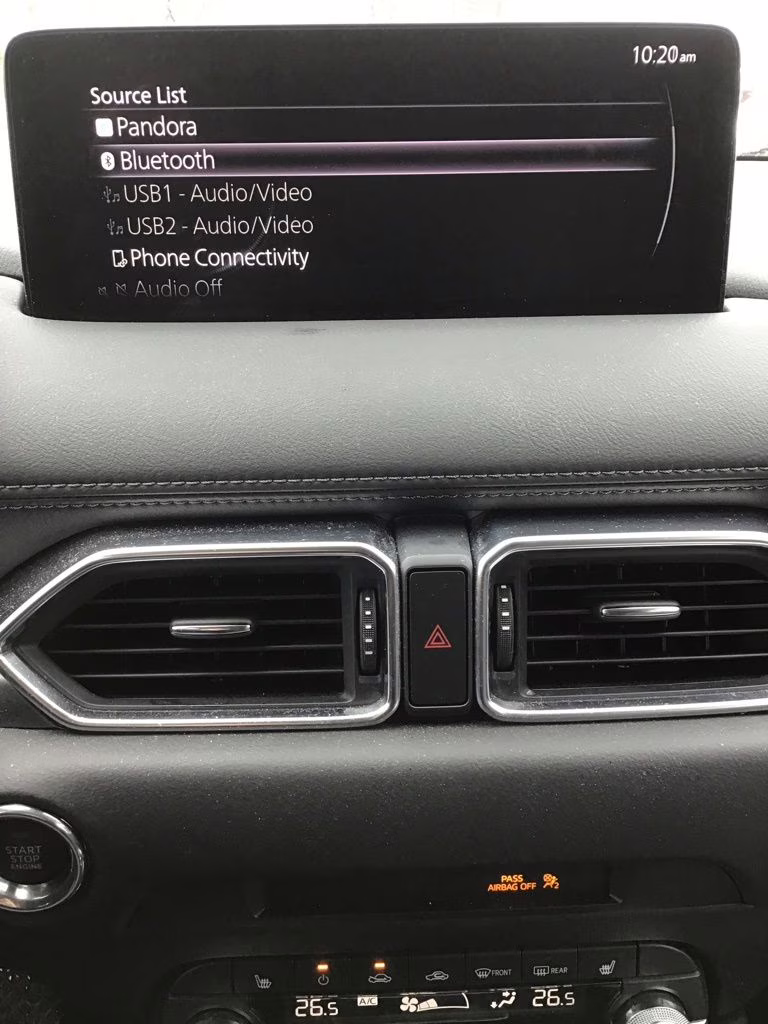 10:20am
Source List
Pandora
Bluetooth
USB1 - Audio/Video
USB2 - Audio/Video
Phone Connectivity
Audio Off
START
STOP
ENGINE
PASS
AIRBAG OFF
2
FRONT
REAR
26.5
A/C
26.5